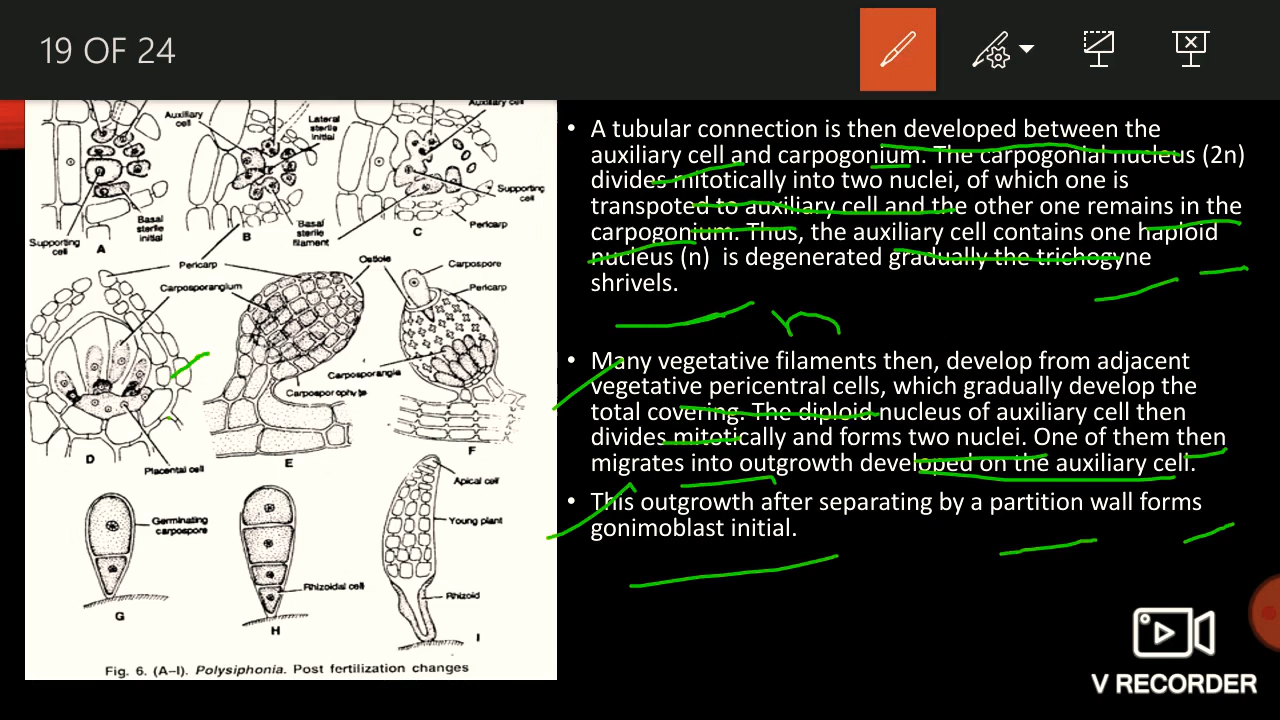 19 OF 24
Auxiliary cell
Auxiliary cell
Lateral sterile initial
Supporting cell
Basal sterile initial
Basal sterile filament
Supporting cell
Pericarp
A
B
C
Pericarp
Ostiole
Carpospore
Pericarp
Carposporangium
Carposporangia
Carposporophyte
D
Placental cell
E
F
Apical cell
Germinating carpospore
Young plant
Rhizoidal cell
Rhizoid
G
H
I
Fig. 6. (A–I). Polysiphonia. Post fertilization changes
• A tubular connection is then developed between the
auxiliary cell and carpogonium. The carpogonial nucleus (2n)
divides mitotically into two nuclei, of which one is
transpoted to auxiliary cell and the other one remains in the
carpogonium. Thus, the auxiliary cell contains one haploid
nucleus (n) is degenerated gradually the trichogyne
shrivels.
n
• Many vegetative filaments then, develop from adjacent
vegetative pericentral cells, which gradually develop the
total covering. The diploid nucleus of auxiliary cell then
divides mitotically and forms two nuclei. One of them then
migrates into outgrowth developed on the auxiliary cell.
• This outgrowth after separating by a partition wall forms
gonimoblast initial.
V RECORDER